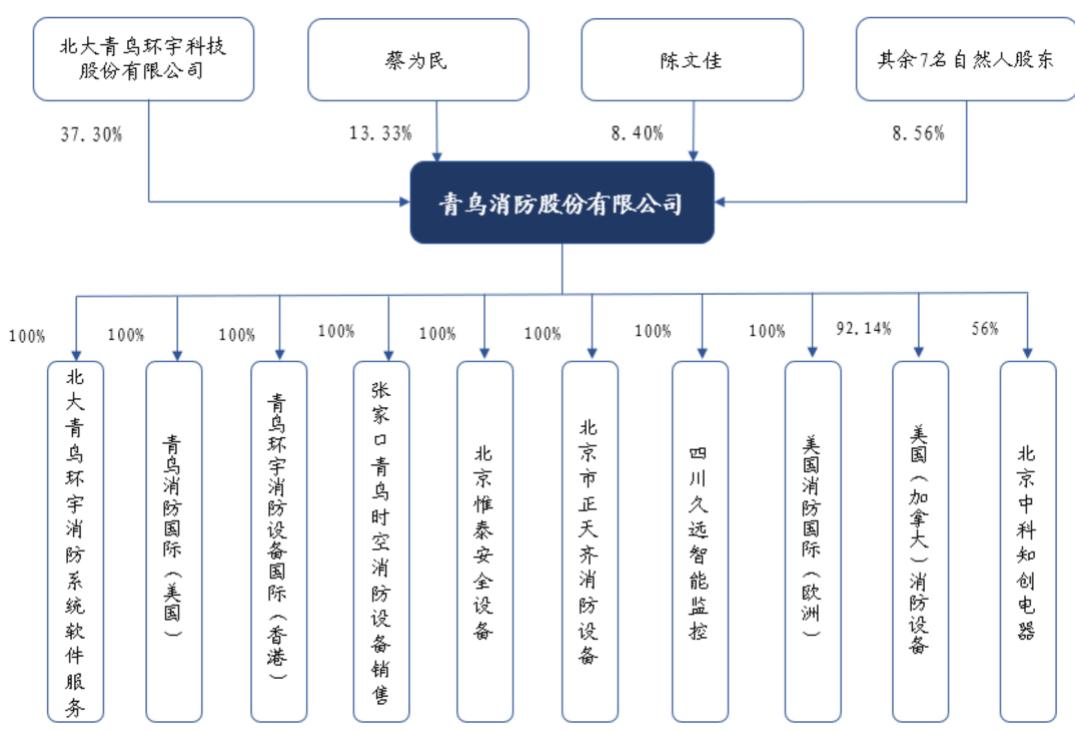 北大青鸟环宇科技
股份有限公司
蔡为民
陈文佳
其余7名自然人股东
37.30%
13.33%
8.40%
8.56%
青鸟消防股份有限公司
100%
100%
100%
100%
100%
100%
100%
100%
92.14%
56%
北大青鸟环宇消防系统软件服务
青鸟消防国际（美国）
青鸟环宇消防设备国际（香港）
张家口青鸟时空消防设备销售
北京惟泰安全设备
北京市正天齐消防设备
四川久远智能监控
美国消防国际（欧洲）
美国（加拿大）消防设备
北京中科知创电器